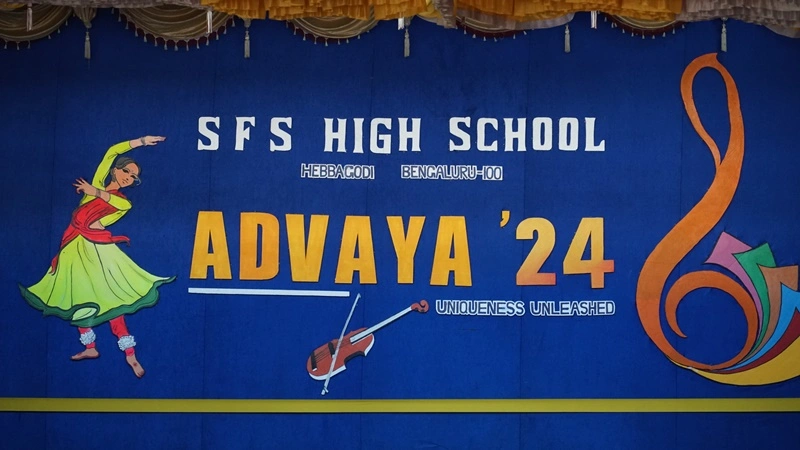 SFS HIGH SCHOOL
HEBBAGODI BENGALURU-100
ADVAYA '24
UNIQUENESS UNLEASHED